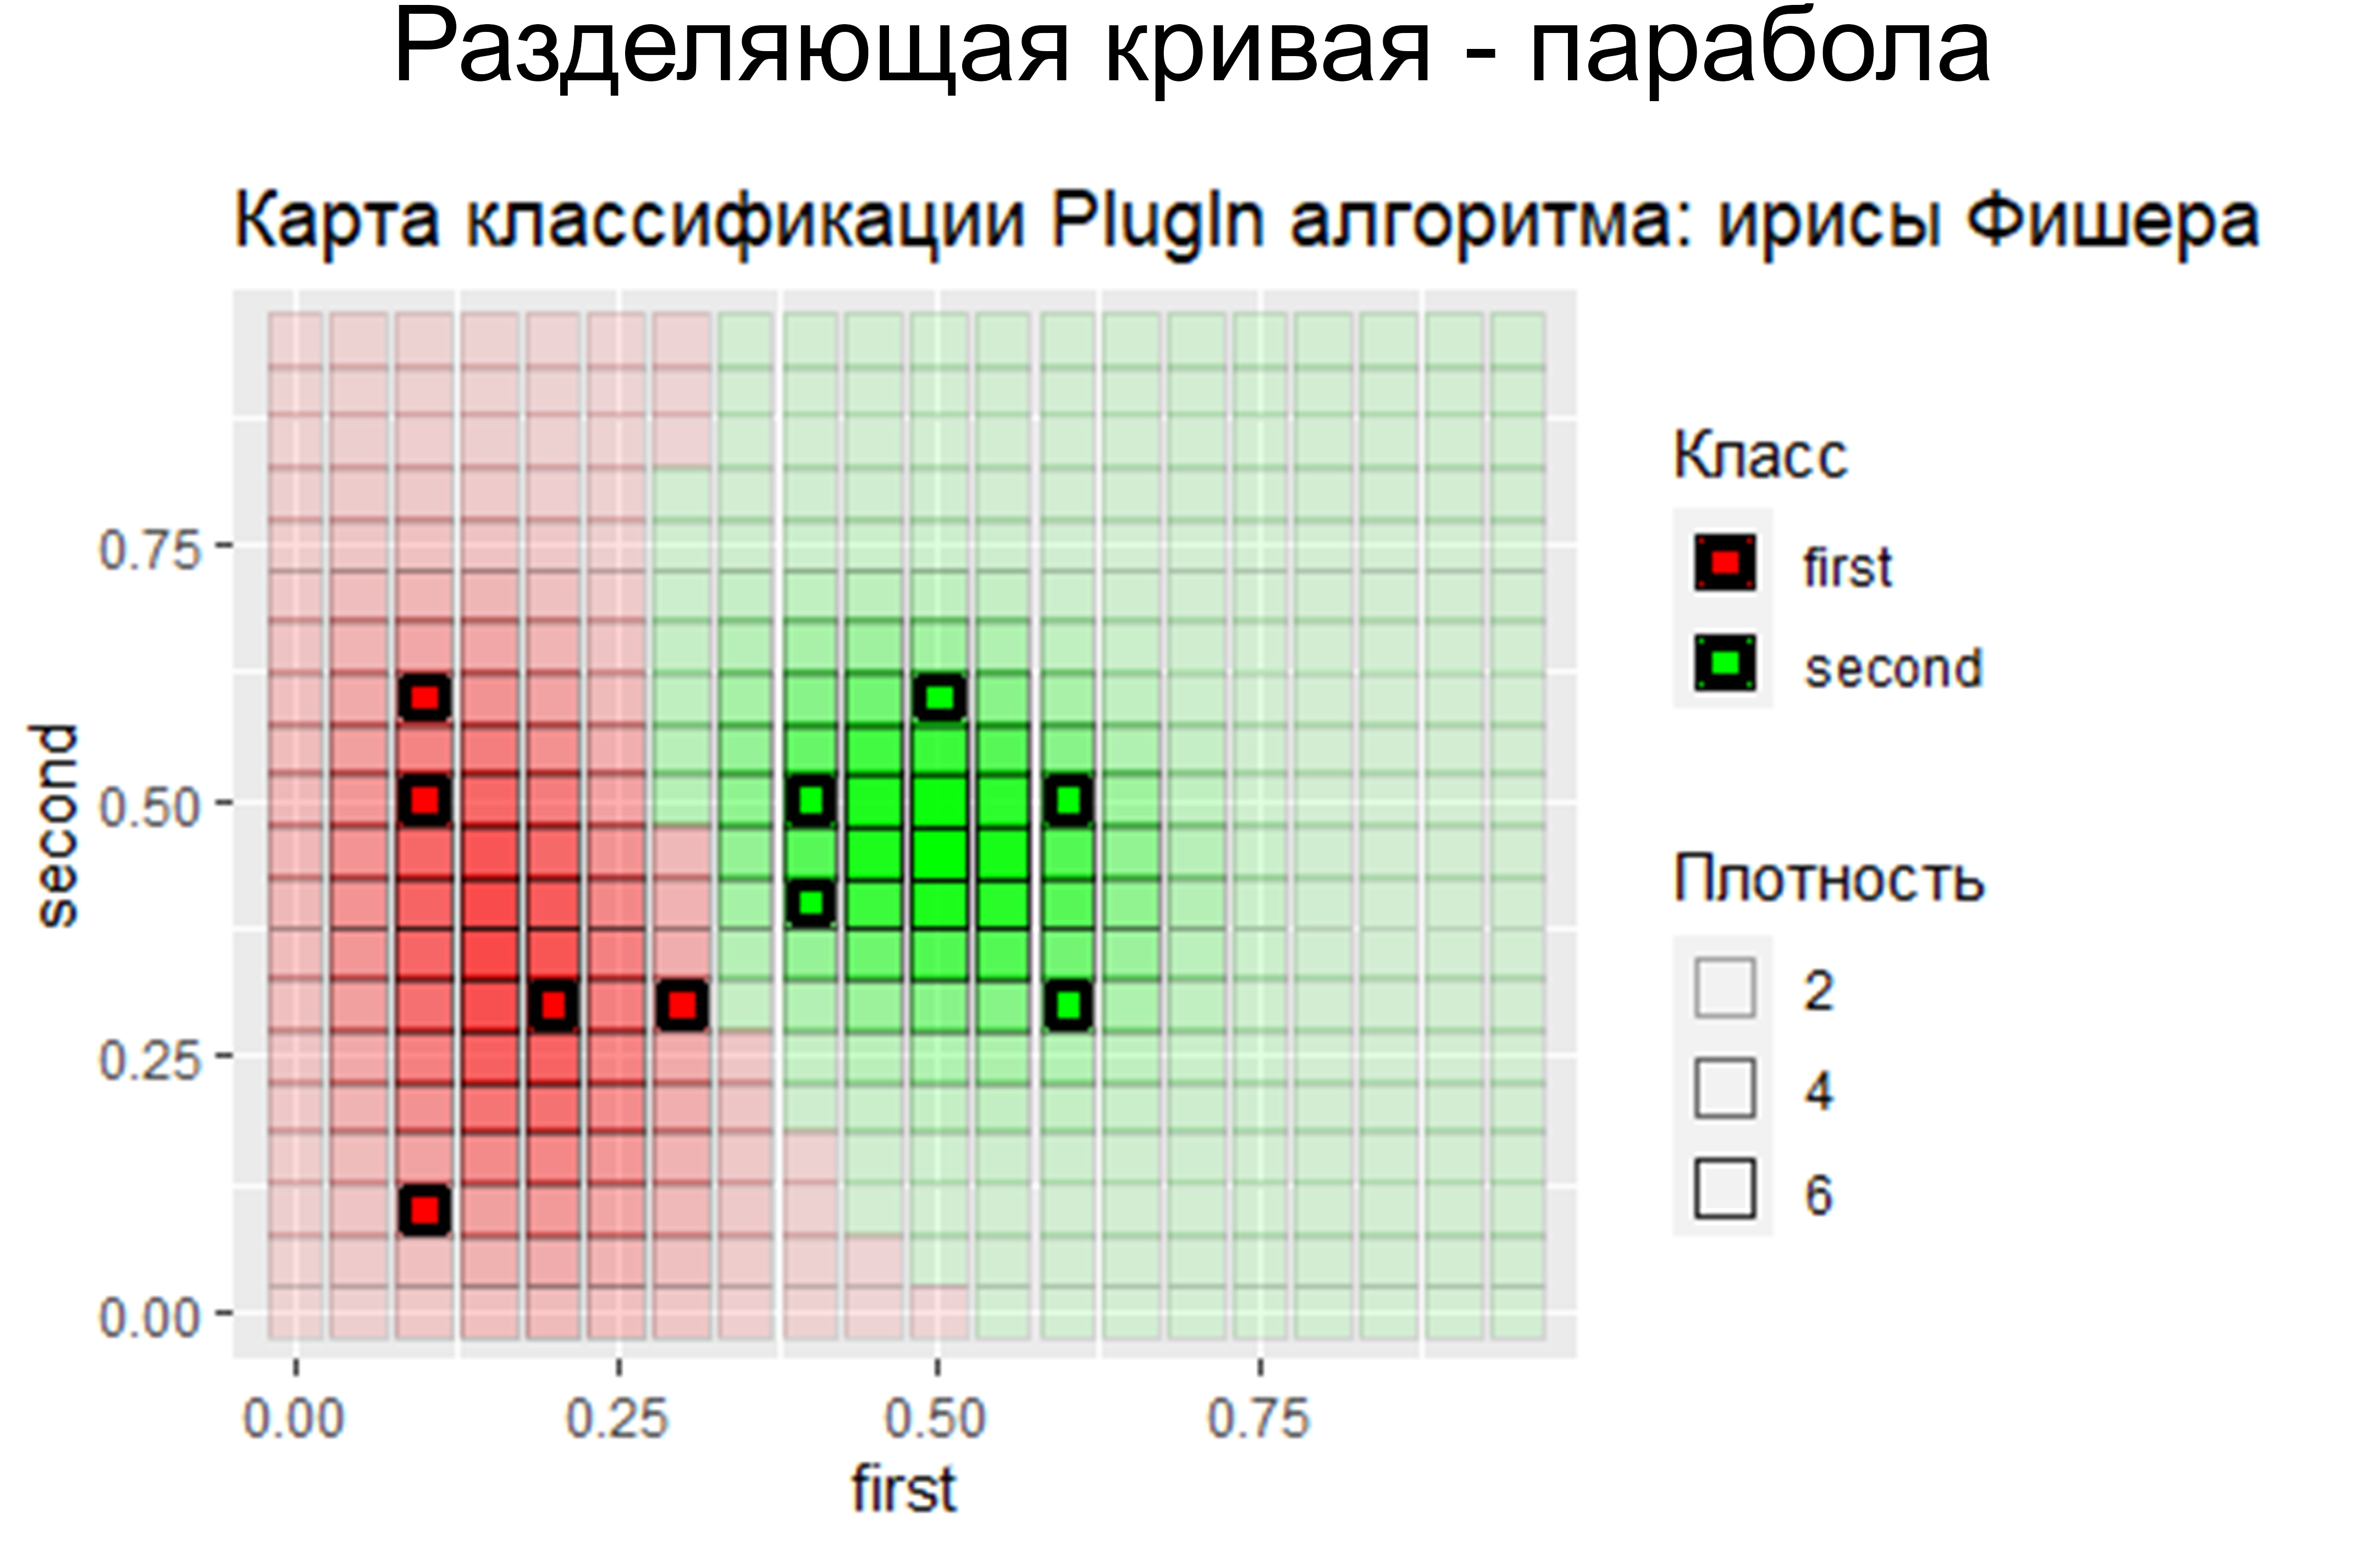 Разделяющая кривая - парабола
Карта классификации PlugIn алгоритма: ирисы Фишера
Класс
first
second
Плотность
2
4
6
second
0.75
0.50
0.25
0.00
0.00 0.25 0.50 0.75
first